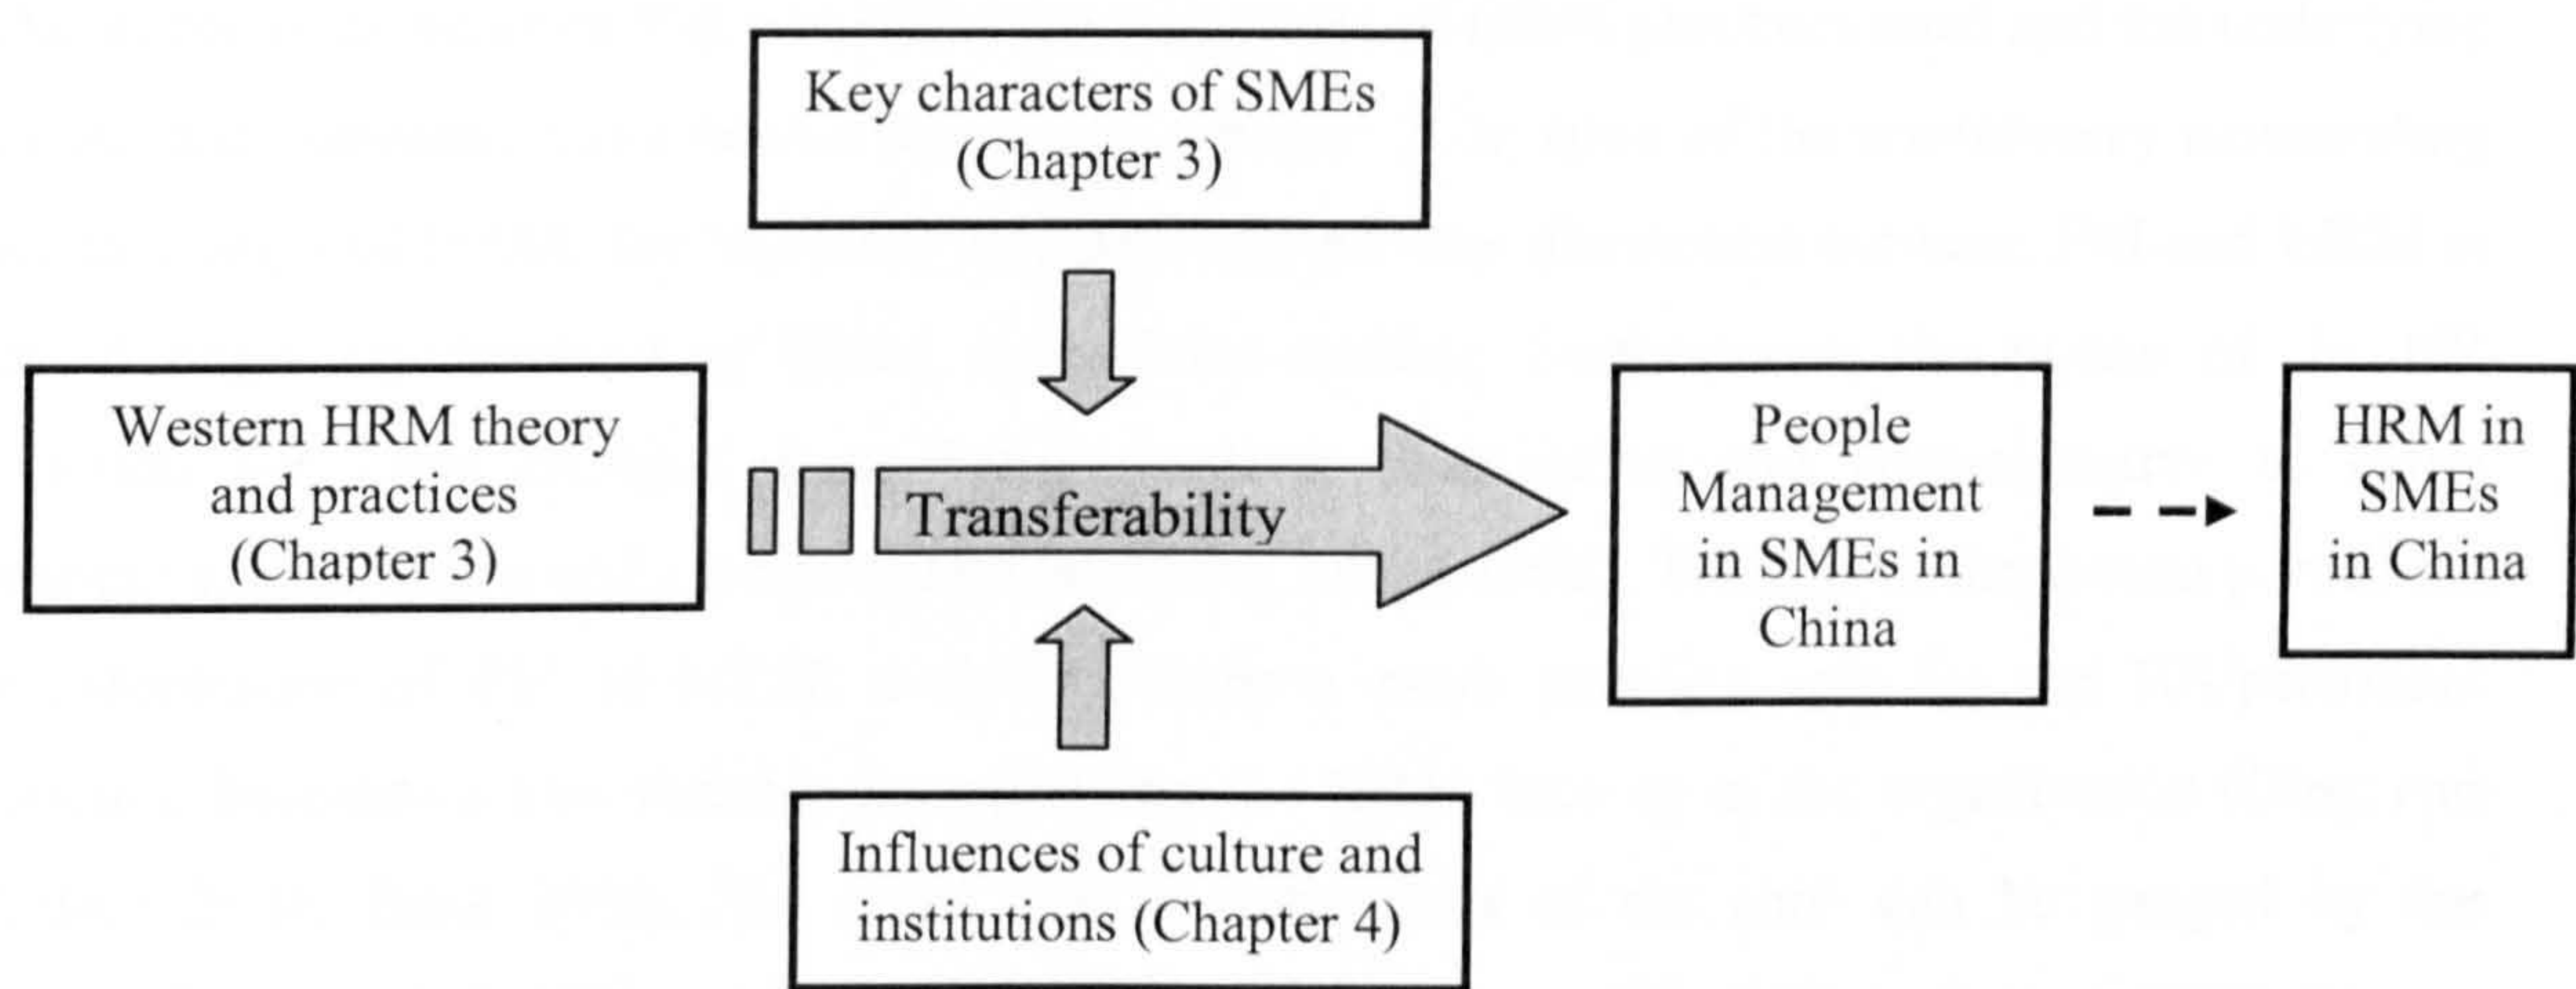 Key characters of SMEs
(Chapter 3)
Western HRM theory
and practices
(Chapter 3)
Transferability
People
Management
in SMEs in
China
HRM in
SMEs
in China
Influences of culture and
institutions (Chapter 4)